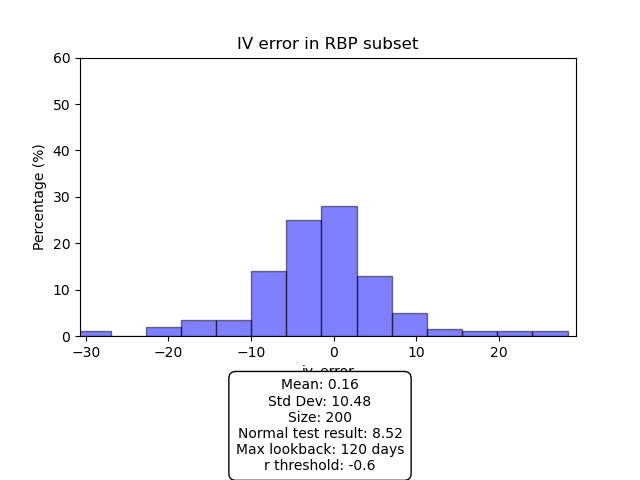 IV error in RBP subset
Percentage (%)
60
50
40
30
20
10
0
−30
−20
−10
0
10
20
iv_error
Mean: 0.16
Std Dev: 10.48
Size: 200
Normal test result: 8.52
Max lookback: 120 days
r threshold: -0.6